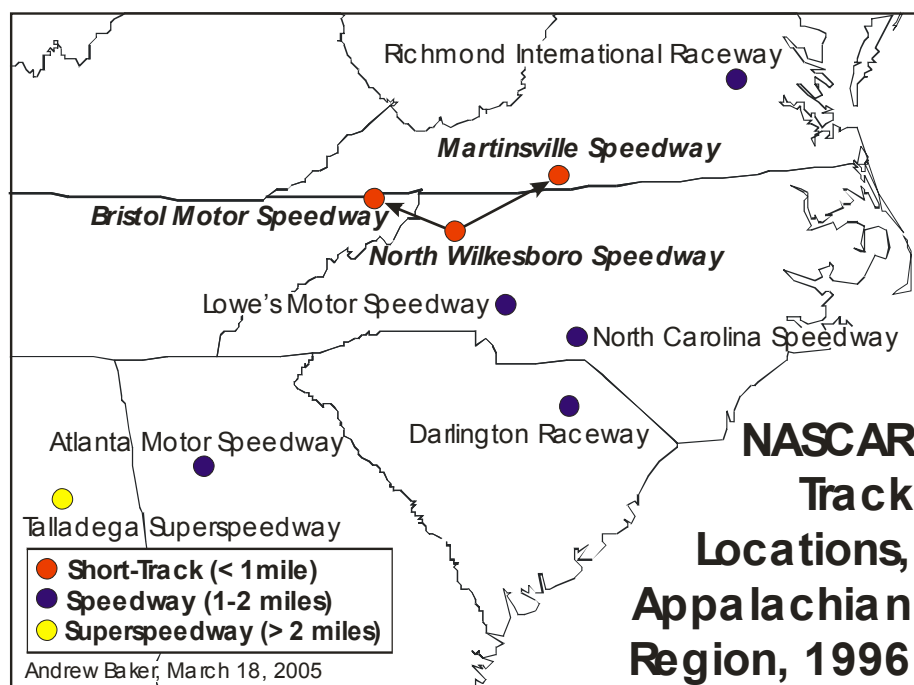 Richmond International Raceway
Martinsville Speedway
Bristol Motor Speedway
North Wilkesboro Speedway
Lowe's Motor Speedway
North Carolina Speedway
Atlanta Motor Speedway
Darlington Raceway
Talladega Superspeedway
NASCAR
Track
Locations,
Appalachian
Region, 1996
Short-Track (< 1mile)
Speedway (1-2 miles)
Superspeedway (> 2 miles)
Andrew Baker, March 18, 2005